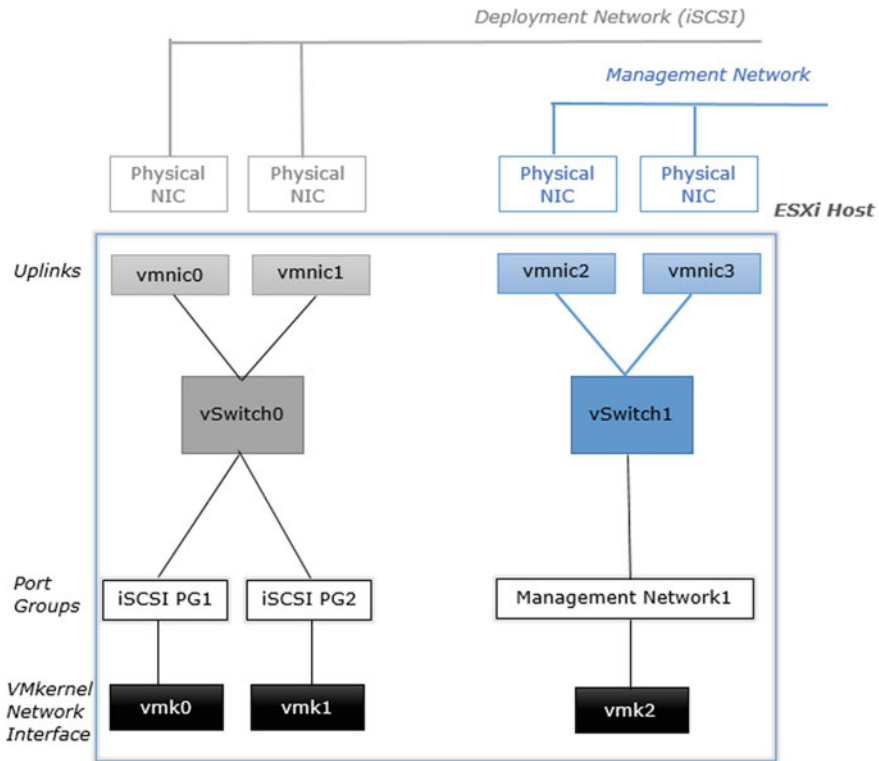 Deployment Network (iSCSI)
Management Network
Physical
NIC
Physical
NIC
Physical
NIC
Physical
NIC
ESXi Host
Uplinks
vmnic0
vmnic1
vmnic2
vmnic3
vSwitch0
vSwitch1
Port
Groups
iSCSI PG1
iSCSI PG2
Management Network1
VMkernel
Network
Interface
vmk0
vmk1
vmk2